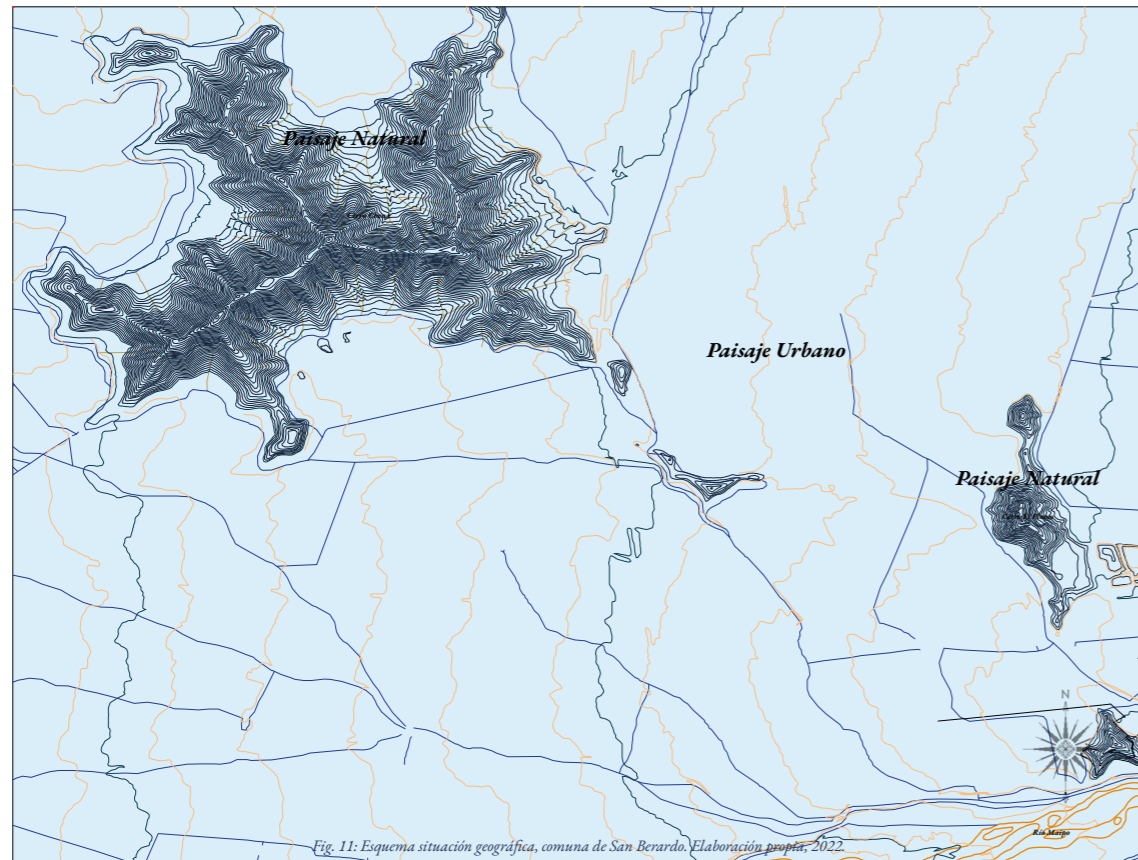 Paisaje Natural
Paisaje Urbano
Paisaje Natural
N
Río Maipo
Fig. 11: Esquema situación geográfica, comuna de San Berardo. Elaboración propia, 2022.